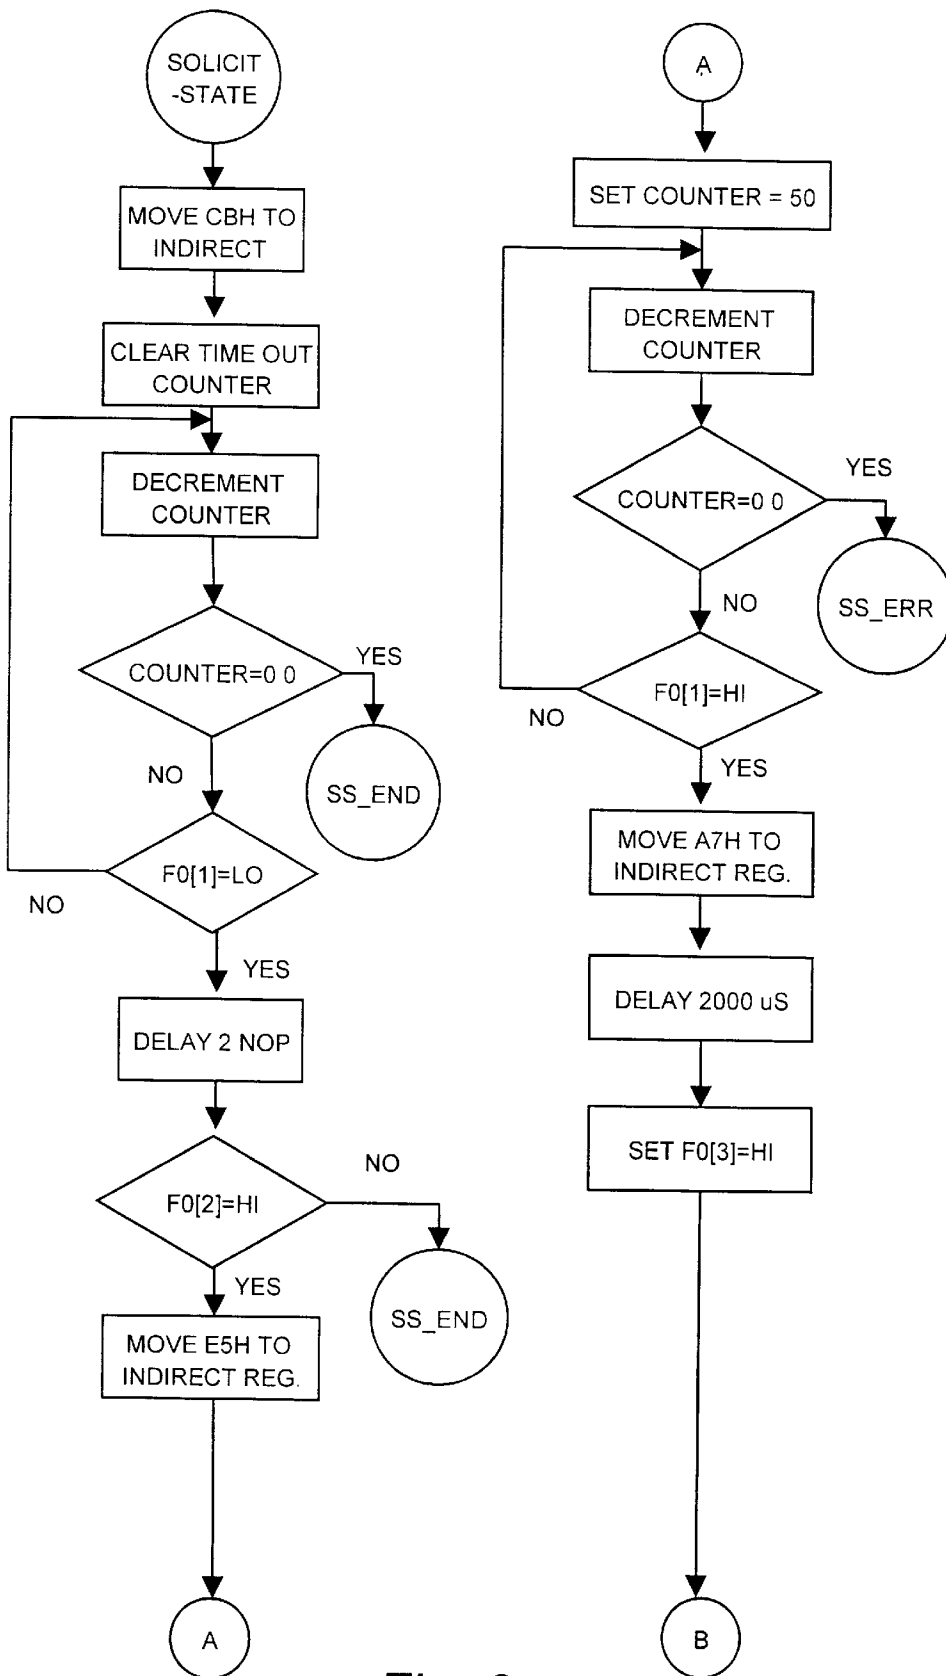 SOLICIT
-STATE
MOVE CBH TO
INDIRECT
CLEAR TIME OUT
COUNTER
DECREMENT
COUNTER
COUNTER=0 0
YES
SS_END
NO
F0[1]=LO
NO
YES
DELAY 2 NOP
F0[2]=HI
NO
SS_END
YES
MOVE E5H TO
INDIRECT REG.
A
A
SET COUNTER = 50
DECREMENT
COUNTER
COUNTER=0 0
YES
SS_ERR
NO
F0[1]=HI
NO
YES
MOVE A7H TO
INDIRECT REG.
DELAY 2000 uS
SET F0[3]=HI
B